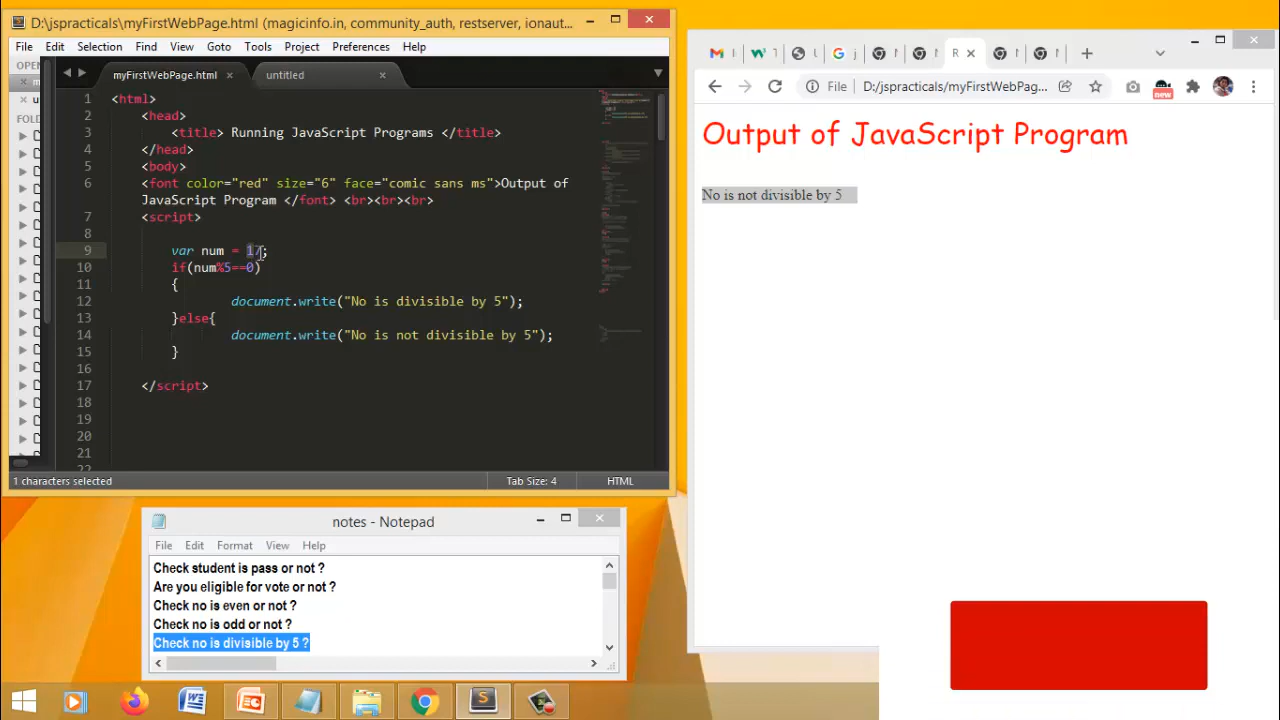 D:\jspracticals\myFirstWebPage.html (magicinfo.in, community_auth, restserver, ionaut...
File Edit Selection Find View Goto Tools Project Preferences Help
myFirstWebPage.html × untitled ×
1 <html>
2 <head>
3 <title> Running JavaScript Programs </title>
4 </head>
5 <body>
6 <font color="red" size="6" face="comic sans ms">Output of
JavaScript Program </font> <br><br><br>
7 <script>
8
9 var num = 17;
10 if(num%5==0)
11 {
12 document.write("No is divisible by 5");
13 }else{
14 document.write("No is not divisible by 5");
15 }
16
17 </script>
18
19
20
21
22
1 characters selected Tab Size: 4 HTML
File D:/jspracticals/myFirstWebPag...
new
Output of JavaScript Program
No is not divisible by 5
notes - Notepad
File Edit Format View Help
Check student is pass or not ?
Are you eligible for vote or not ?
Check no is even or not ?
Check no is odd or not ?
Check no is divisible by 5 ?